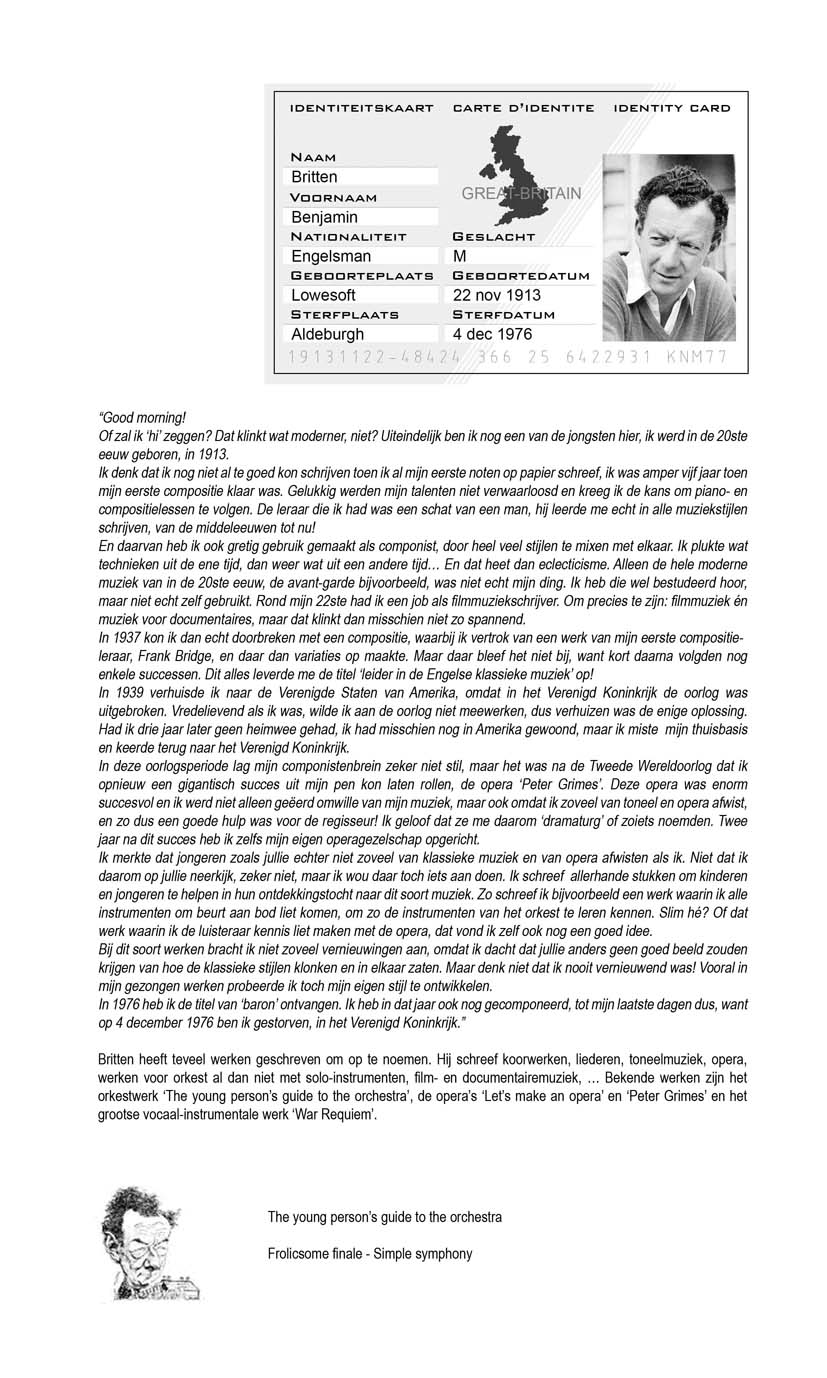 IDENTITEITSKAART CARTE D'IDENTITE IDENTITY CARD
NAAM
Britten
GREAT-BRITAIN
VOORNAAM
Benjamin
NATIONALITEIT GESLACHT
Engelsman M
GEBOORTEPLAATS GEBOORTEDATUM
Lowesoft 22 nov 1913
STERFPLAATS STERFDATUM
Aldeburgh 4 dec 1976
19131122-48424 366 25 6422931 KNM77
“Good morning!
Of zal ik ‘hi’ zeggen? Dat klinkt wat moderner, niet? Uiteindelijk ben ik nog een van de jongsten hier, ik werd in de 20ste
eeuw geboren, in 1913.
Ik denk dat ik nog niet al te goed kon schrijven toen ik al mijn eerste noten op papier schreef, ik was amper vijf jaar toen
mijn eerste compositie klaar was. Gelukkig werden mijn talenten niet verwaarloosd en kreeg ik de kans om piano- en
compositielessen te volgen. De leraar die ik had was een schat van een man, hij leerde me echt in alle muziekstijlen
schrijven, van de middeleeuwen tot nu!
En daarvan heb ik ook gretig gebruik gemaakt als componist, door heel veel stijlen te mixen met elkaar. Ik plukte wat
technieken uit de ene tijd, dan weer wat uit een andere tijd… En dat heet dan eclecticisme. Alleen de hele moderne
muziek van in de 20ste eeuw, de avant-garde bijvoorbeeld, was niet echt mijn ding. Ik heb die wel bestudeerd hoor,
maar niet echt zelf gebruikt. Rond mijn 22ste had ik een job als filmmuziekschrijver. Om precies te zijn: filmmuziek én
muziek voor documentaires, maar dat klinkt dan misschien niet zo spannend.
In 1937 kon ik dan echt doorbreken met een compositie, waarbij ik vertrok van een werk van mijn eerste compositie-
leraar, Frank Bridge, en daar dan variaties op maakte. Maar daar bleef het niet bij, want kort daarna volgden nog
enkele successen. Dit alles leverde me de titel ‘leider in de Engelse klassieke muziek’ op!
In 1939 verhuisde ik naar de Verenigde Staten van Amerika, omdat in het Verenigd Koninkrijk de oorlog was
uitgebroken. Vredelievend als ik was, wilde ik aan de oorlog niet meewerken, dus verhuizen was de enige oplossing.
Had ik drie jaar later geen heimwee gehad, ik had misschien nog in Amerika gewoond, maar ik miste mijn thuisbasis
en keerde terug naar het Verenigd Koninkrijk.
In deze oorlogsperiode lag mijn componistenbrein zeker niet stil, maar het was na de Tweede Wereldoorlog dat ik
opnieuw een gigantisch succes uit mijn pen kon laten rollen, de opera ‘Peter Grimes’. Deze opera was enorm
succesvol en ik werd niet alleen geëerd omwille van mijn muziek, maar ook omdat ik zoveel van toneel en opera afwist,
en zo dus een goede hulp was voor de regisseur! Ik geloof dat ze me daarom ‘dramaturg’ of zoiets noemden. Twee
jaar na dit succes heb ik zelfs mijn eigen operagezelschap opgericht.
Ik merkte dat jongeren zoals jullie echter niet zoveel van klassieke muziek en van opera afwisten als ik. Niet dat ik
daarom op jullie neerkijk, zeker niet, maar ik wou daar toch iets aan doen. Ik schreef allerhande stukken om kinderen
en jongeren te helpen in hun ontdekkingstocht naar dit soort muziek. Zo schreef ik bijvoorbeeld een werk waarin ik alle
instrumenten om beurt aan bod liet komen, om zo de instrumenten van het orkest te leren kennen. Slim hé? Of dat
werk waarin ik de luisteraar kennis liet maken met de opera, dat vond ik zelf ook nog een goed idee.
Bij dit soort werken bracht ik niet zoveel vernieuwingen aan, omdat ik dacht dat jullie anders geen goed beeld zouden
krijgen van hoe de klassieke stijlen klonken en in elkaar zaten. Maar denk niet dat ik nooit vernieuwend was! Vooral in
mijn gezongen werken probeerde ik toch mijn eigen stijl te ontwikkelen.
In 1976 heb ik de titel van ‘baron’ ontvangen. Ik heb in dat jaar ook nog gecomponeerd, tot mijn laatste dagen dus, want
op 4 december 1976 ben ik gestorven, in het Verenigd Koninkrijk.”
Britten heeft teveel werken geschreven om op te noemen. Hij schreef koorwerken, liederen, toneelmuziek, opera,
werken voor orkest al dan niet met solo-instrumenten, film- en documentairemuziek, … Bekende werken zijn het
orkestwerk ‘The young person’s guide to the orchestra’, de opera’s ‘Let’s make an opera’ en ‘Peter Grimes’ en het
grootse vocaal-instrumentale werk ‘War Requiem’.
The young person’s guide to the orchestra
Frolicsome finale - Simple symphony